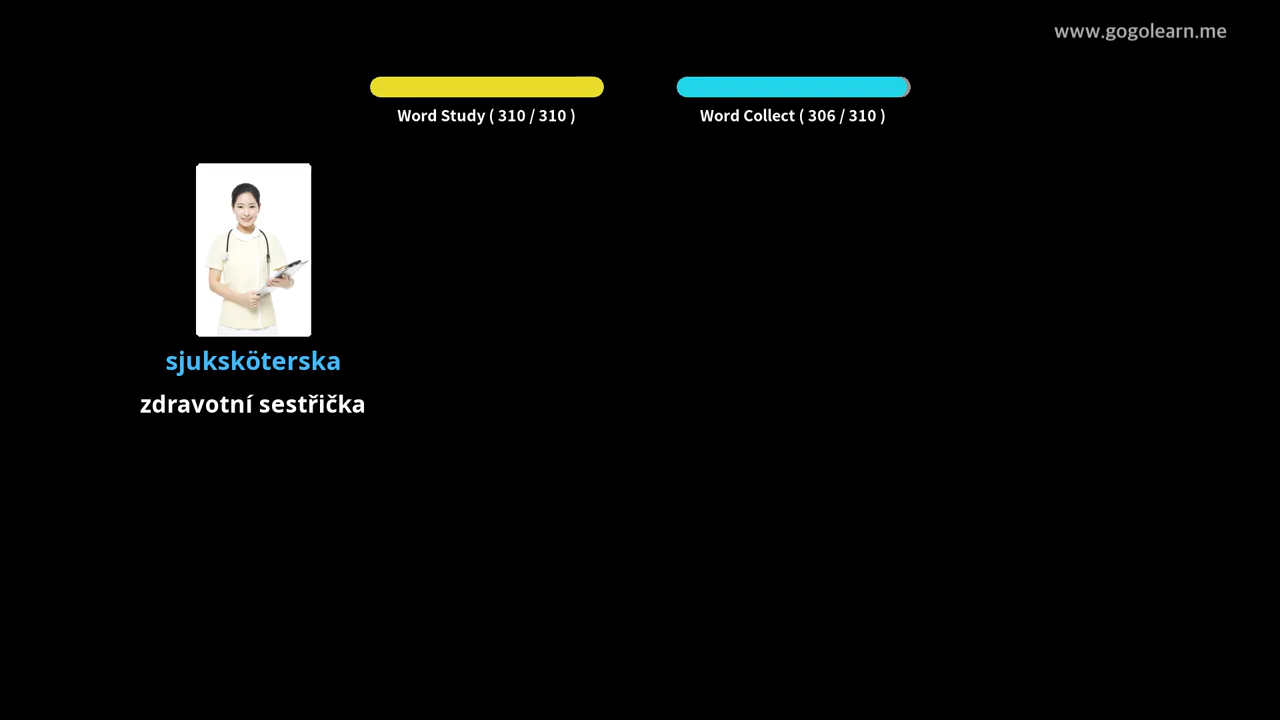 www.gogolearn.me
Word Study ( 310 / 310 )
Word Collect ( 306 / 310 )
sjuksköterska
zdravotní sestřička